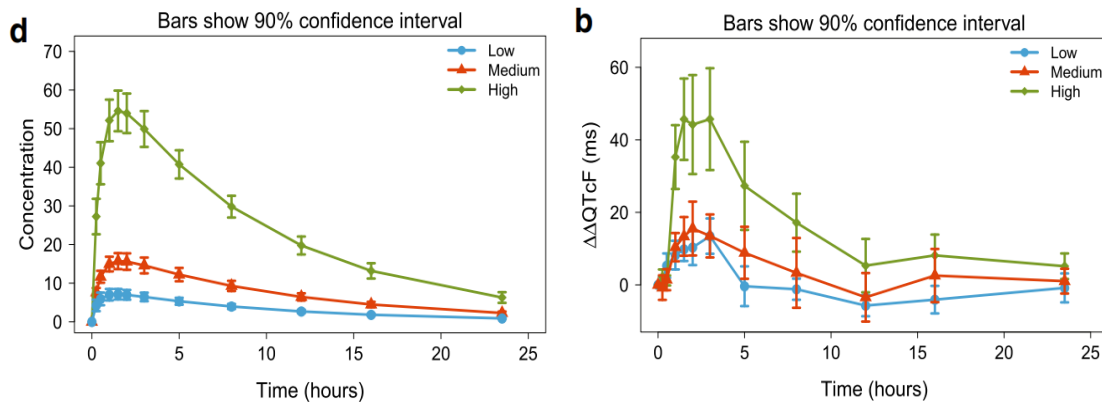 d
Bars show 90% confidence interval
Concentration
70
60
50
40
30
20
10
0
0 5 10 15 20 25
Time (hours)
Low
Medium
High
b
Bars show 90% confidence interval
ΔΔQTcF (ms)
60
40
20
0
0 5 10 15 20 25
Time (hours)
Low
Medium
High